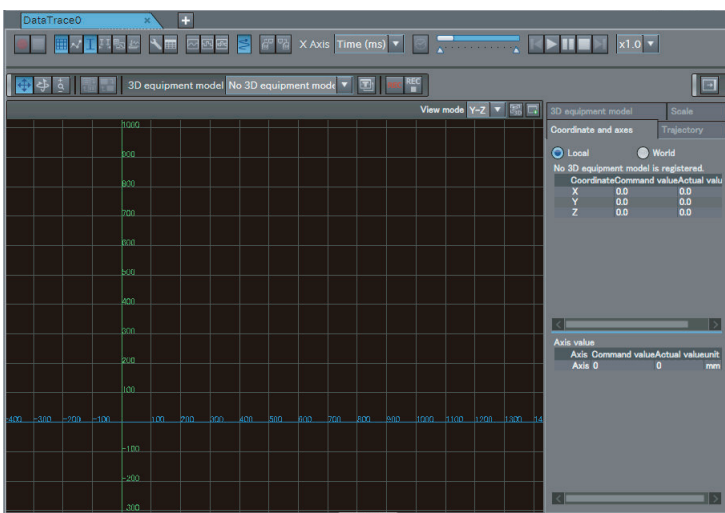 DataTrace0 × +
X Axis Time (ms) x1.0
3D equipment model No 3D equipment mode REC
View mode Y-Z
3D equipment model Scale
Coordinate and axes Trajectory
Local World
No 3D equipment model is registered.
Coordinate Command value Actual valu
X 0.0 0.0
Y 0.0 0.0
Z 0.0 0.0
1000
900
800
700
600
500
400
300
200
100
-400 -300 -200 -100 100 200 300 400 500 600 700 800 900 1000 1100 1200 1300 14
-100
-200
-300
Axis value
Axis Command value Actual value unit
Axis 0 0 mm